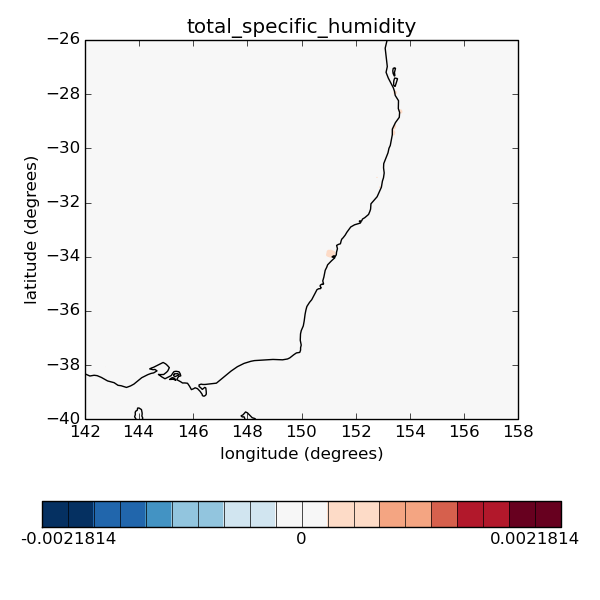 total_specific_humidity
−26
−28
−30
−32
−34
−36
−38
−40
latitude (degrees)
142 144 146 148 150 152 154 156 158
longitude (degrees)
-0.0021814 0 0.0021814